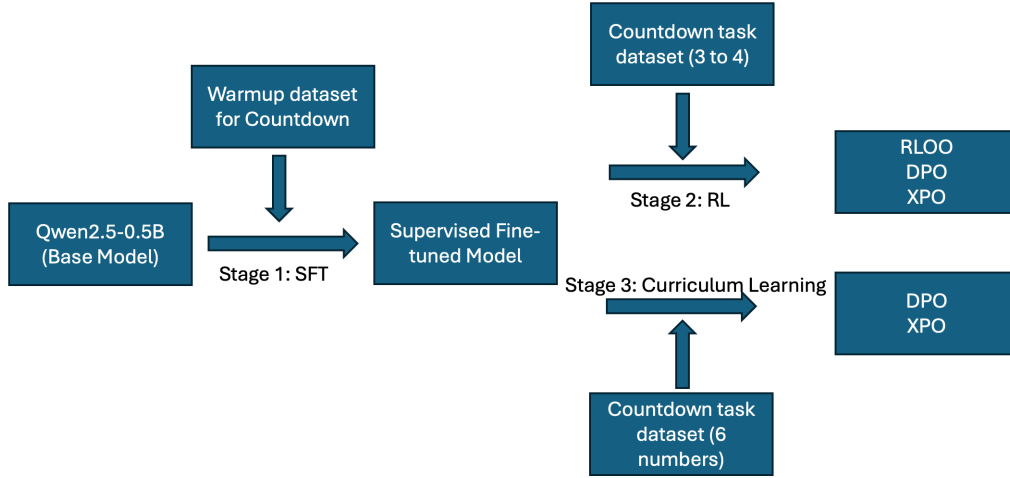 Warmup dataset
for Countdown
Qwen2.5-0.5B
(Base Model)
Stage 1: SFT
Supervised Fine-
tuned Model
Countdown task
dataset (3 to 4)
Stage 2: RL
RLOO
DPO
XPO
Stage 3: Curriculum Learning
DPO
XPO
Countdown task
dataset (6
numbers)